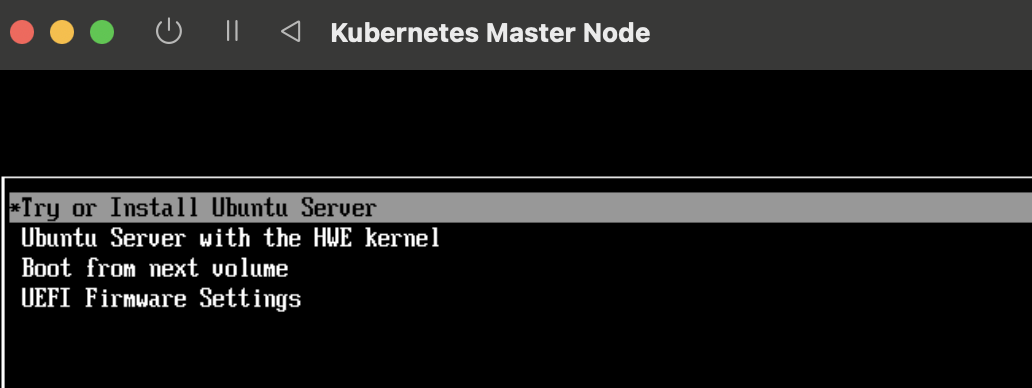 Kubernetes Master Node
*Try or Install Ubuntu Server
Ubuntu Server with the HWE kernel
Boot from next volume
UEFI Firmware Settings